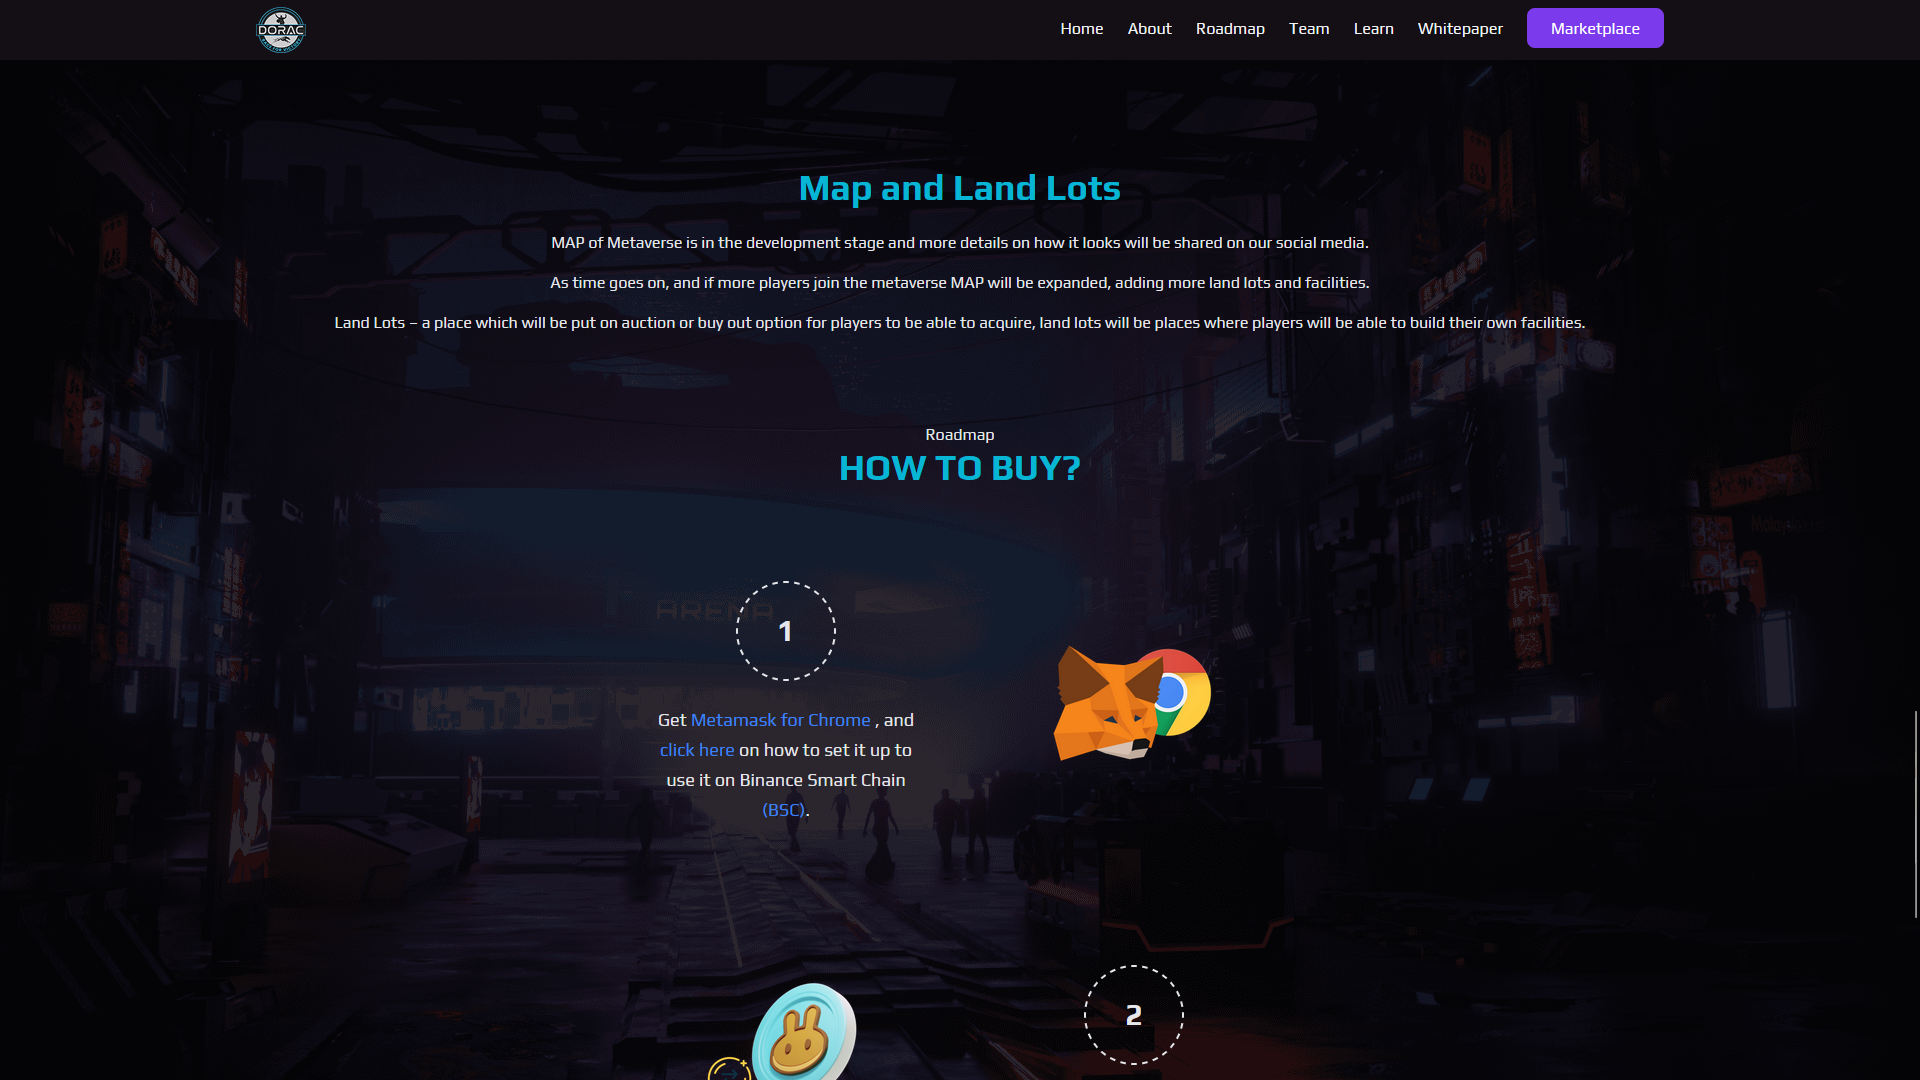 DORAC
Home About Roadmap Team Learn Whitepaper Marketplace
Map and Land Lots
MAP of Metaverse is in the development stage and more details on how it looks will be shared on our social media.
As time goes on, and if more players join the metaverse MAP will be expanded, adding more land lots and facilities.
Land Lots – a place which will be put on auction or buy out option for players to be able to acquire, land lots will be places where players will be able to build their own facilities.
Roadmap
HOW TO BUY?
ARENA
1
Get Metamask for Chrome , and
click here on how to set it up to
use it on Binance Smart Chain
(BSC).
2